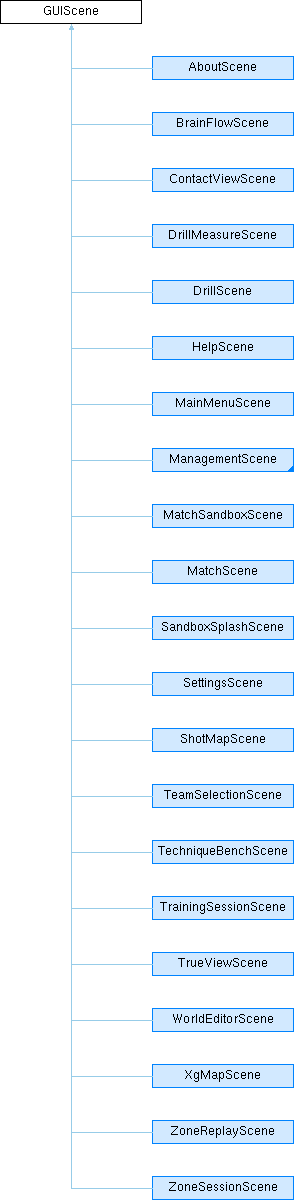 GUIScene
AboutScene
BrainFlowScene
ContactViewScene
DrillMeasureScene
DrillScene
HelpScene
MainMenuScene
ManagementScene
MatchSandboxScene
MatchScene
SandboxSplashScene
SettingsScene
ShotMapScene
TeamSelectionScene
TechniqueBenchScene
TrainingSessionScene
TrueViewScene
WorldEditorScene
XgMapScene
ZoneReplayScene
ZoneSessionScene